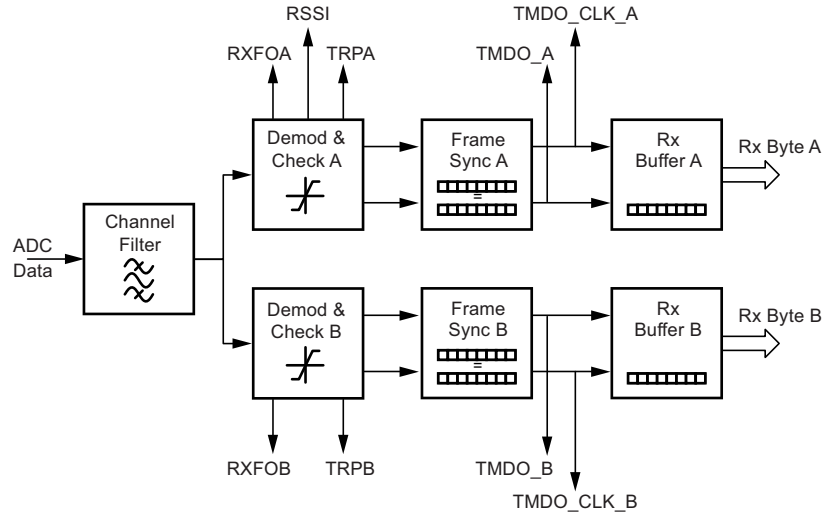 RSSI
TMDO_CLK_A
RXFOA
TRPA
TMDO_A
Demod &
Check A
Frame
Sync A
=
Rx
Buffer A
Rx Byte A
Channel
Filter
ADC
Data
Demod &
Check B
Frame
Sync B
=
Rx
Buffer B
Rx Byte B
RXFOB
TRPB
TMDO_B
TMDO_CLK_B